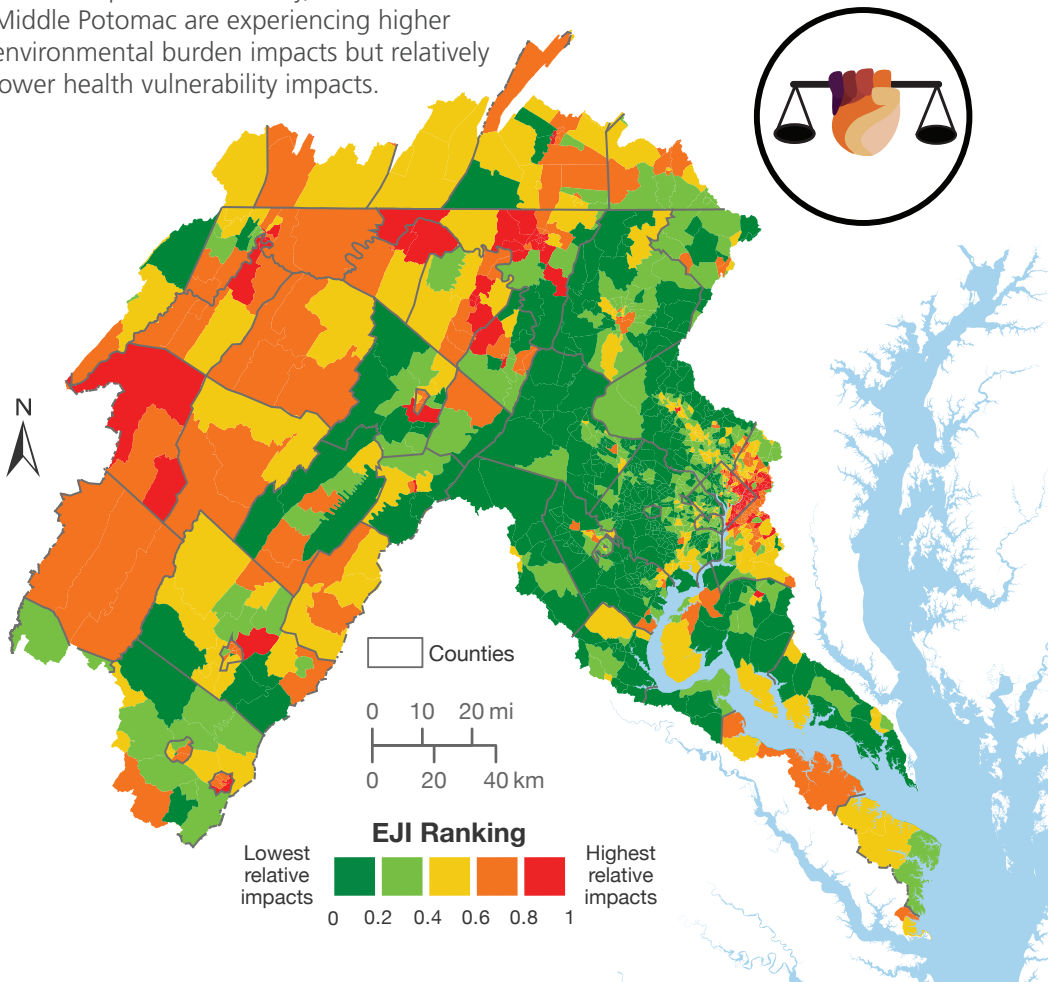 Middle Potomac are experiencing higher
environmental burden impacts but relatively
lower health vulnerability impacts.
N
Counties
0 10 20 mi
0 20 40 km
EJI Ranking
Lowest
relative
impacts
Highest
relative
impacts
0 0.2 0.4 0.6 0.8 1